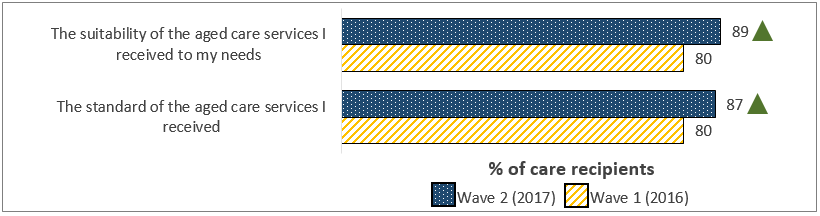 The suitability of the aged care services I
received to my needs
89
80
The standard of the aged care services I
received
87
80
% of care recipients
Wave 2 (2017) Wave 1 (2016)